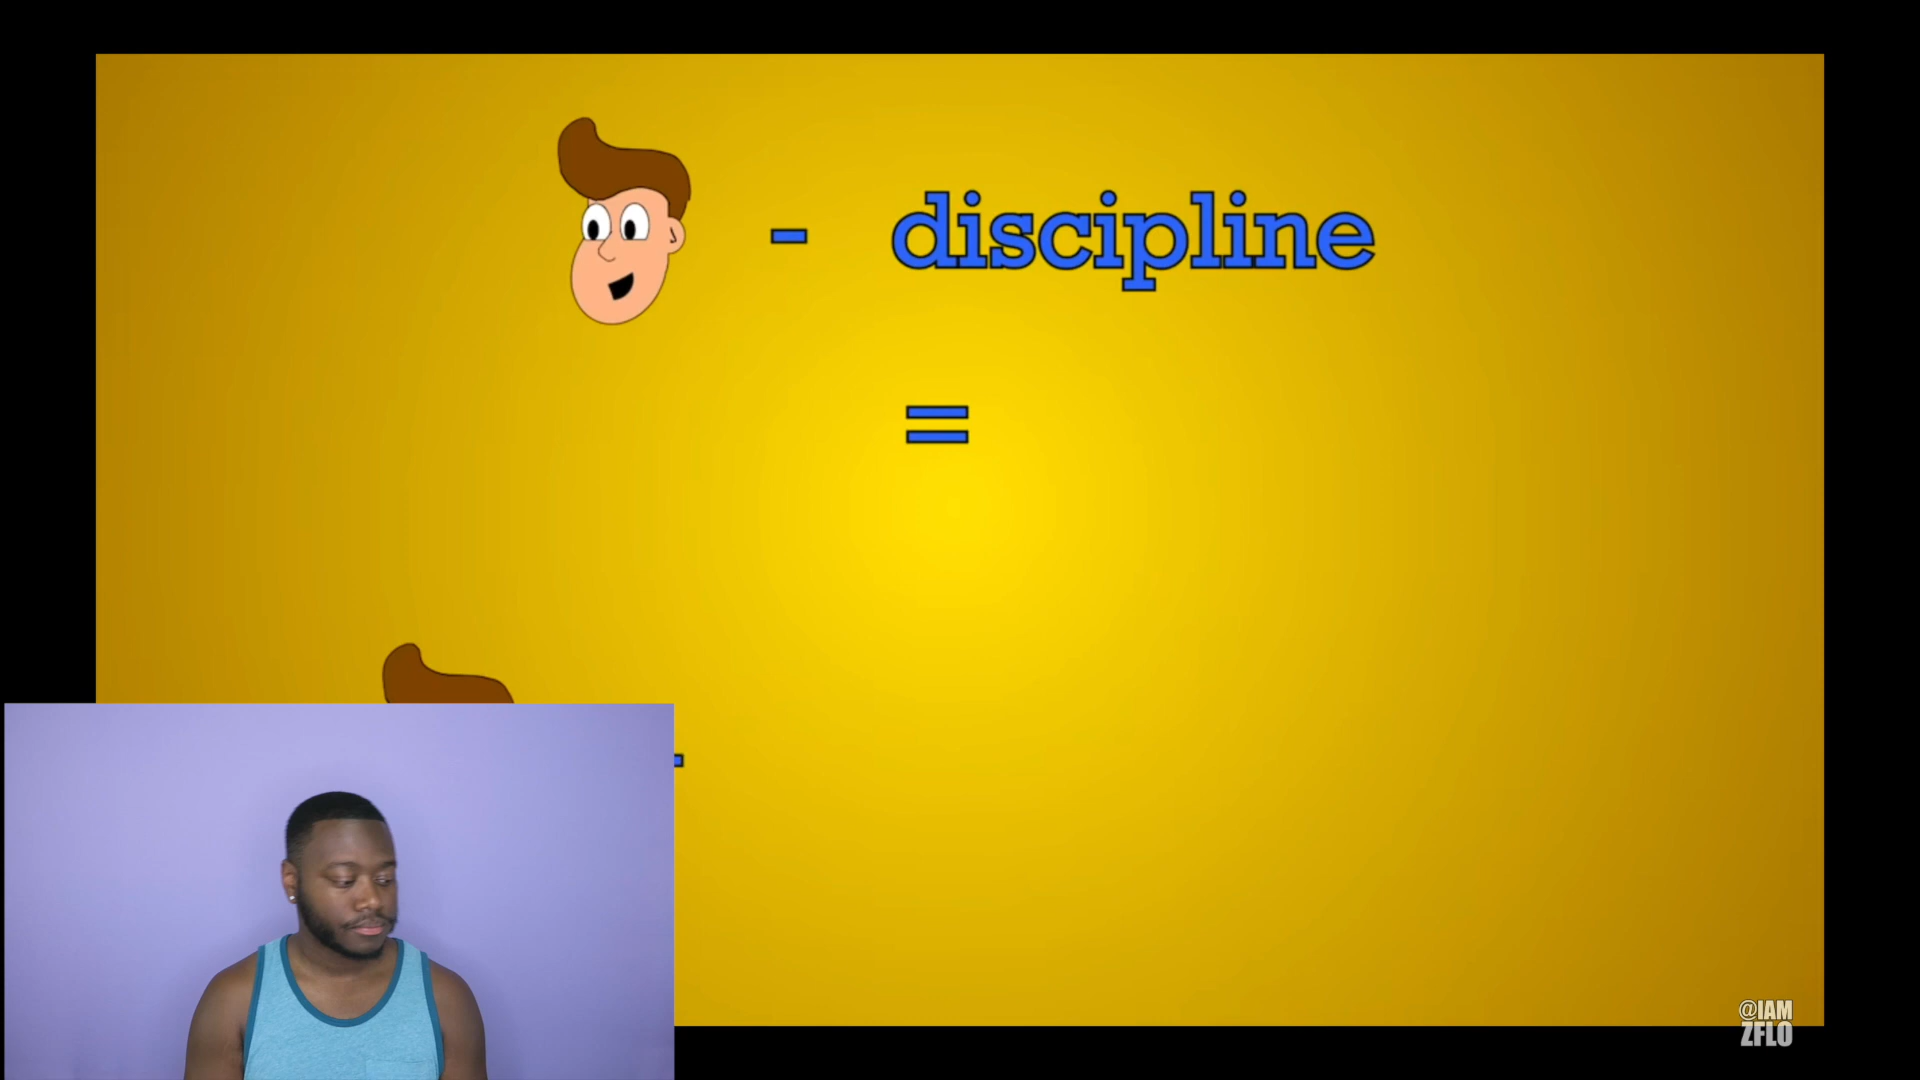 - discipline
=
-
@IAM
ZFLO